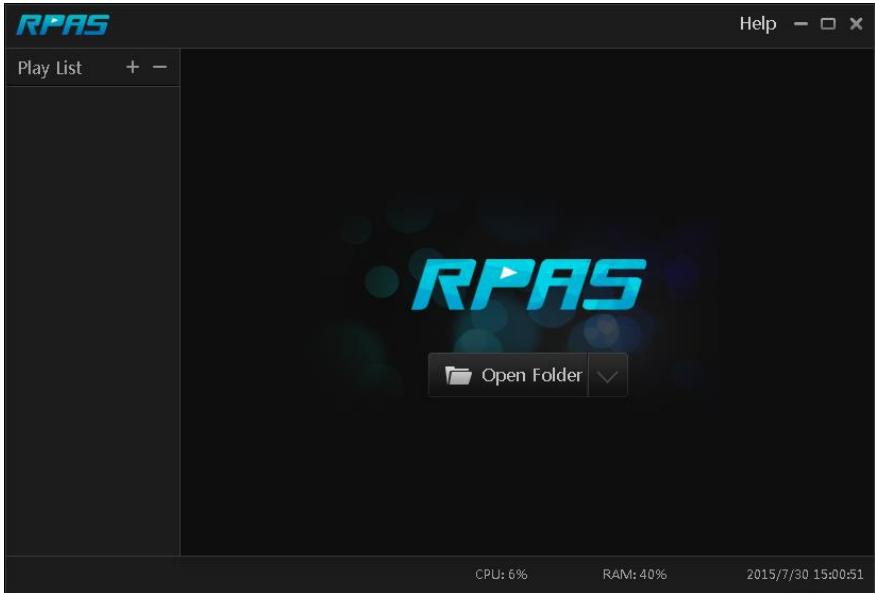 RPAS
Help
Play List + −
RPAS
Open Folder
CPU: 6% RAM: 40% 2015/7/30 15:00:51